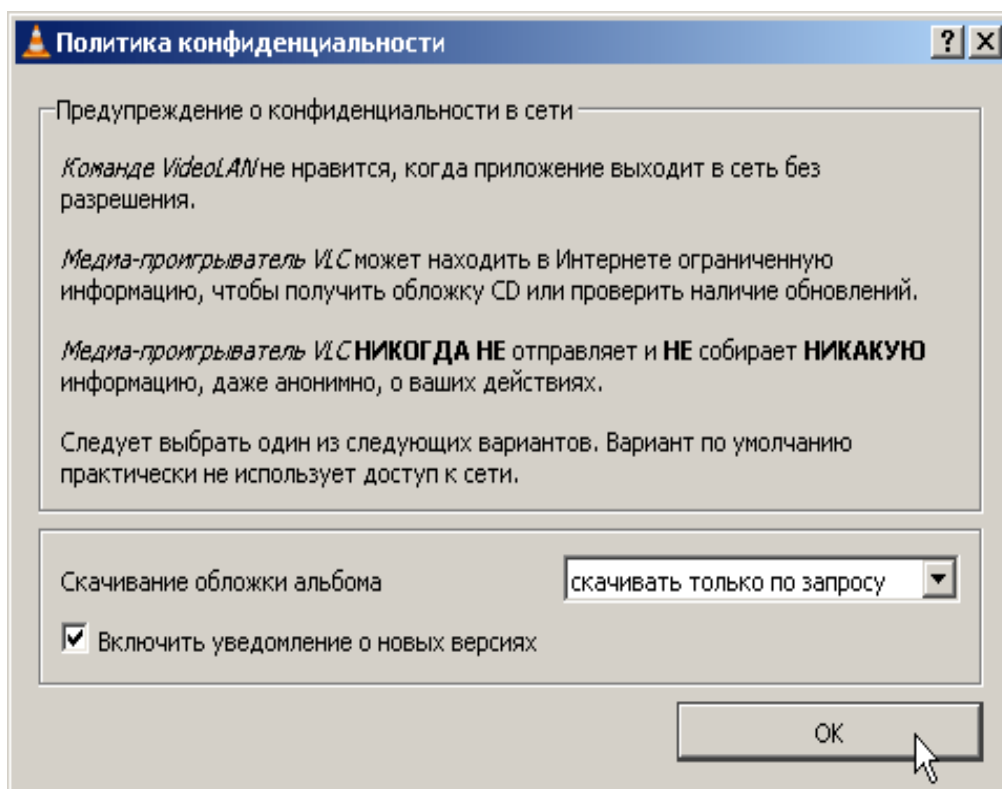 Политика конфиденциальности
Предупреждение о конфиденциальности в сети
Команде VideoLAN не нравится, когда приложение выходит в сеть без
разрешения.
Медиа-проигрыватель VLC может находить в Интернете ограниченную
информацию, чтобы получить обложку CD или проверить наличие обновлений.
Медиа-проигрыватель VLC НИКОГДА НЕ отправляет и НЕ собирает НИКАКУЮ
информацию, даже анонимно, о ваших действиях.
Следует выбрать один из следующих вариантов. Вариант по умолчанию
практически не использует доступ к сети.
Скачивание обложки альбома
скачивать только по запросу
Включить уведомление о новых версиях
OK